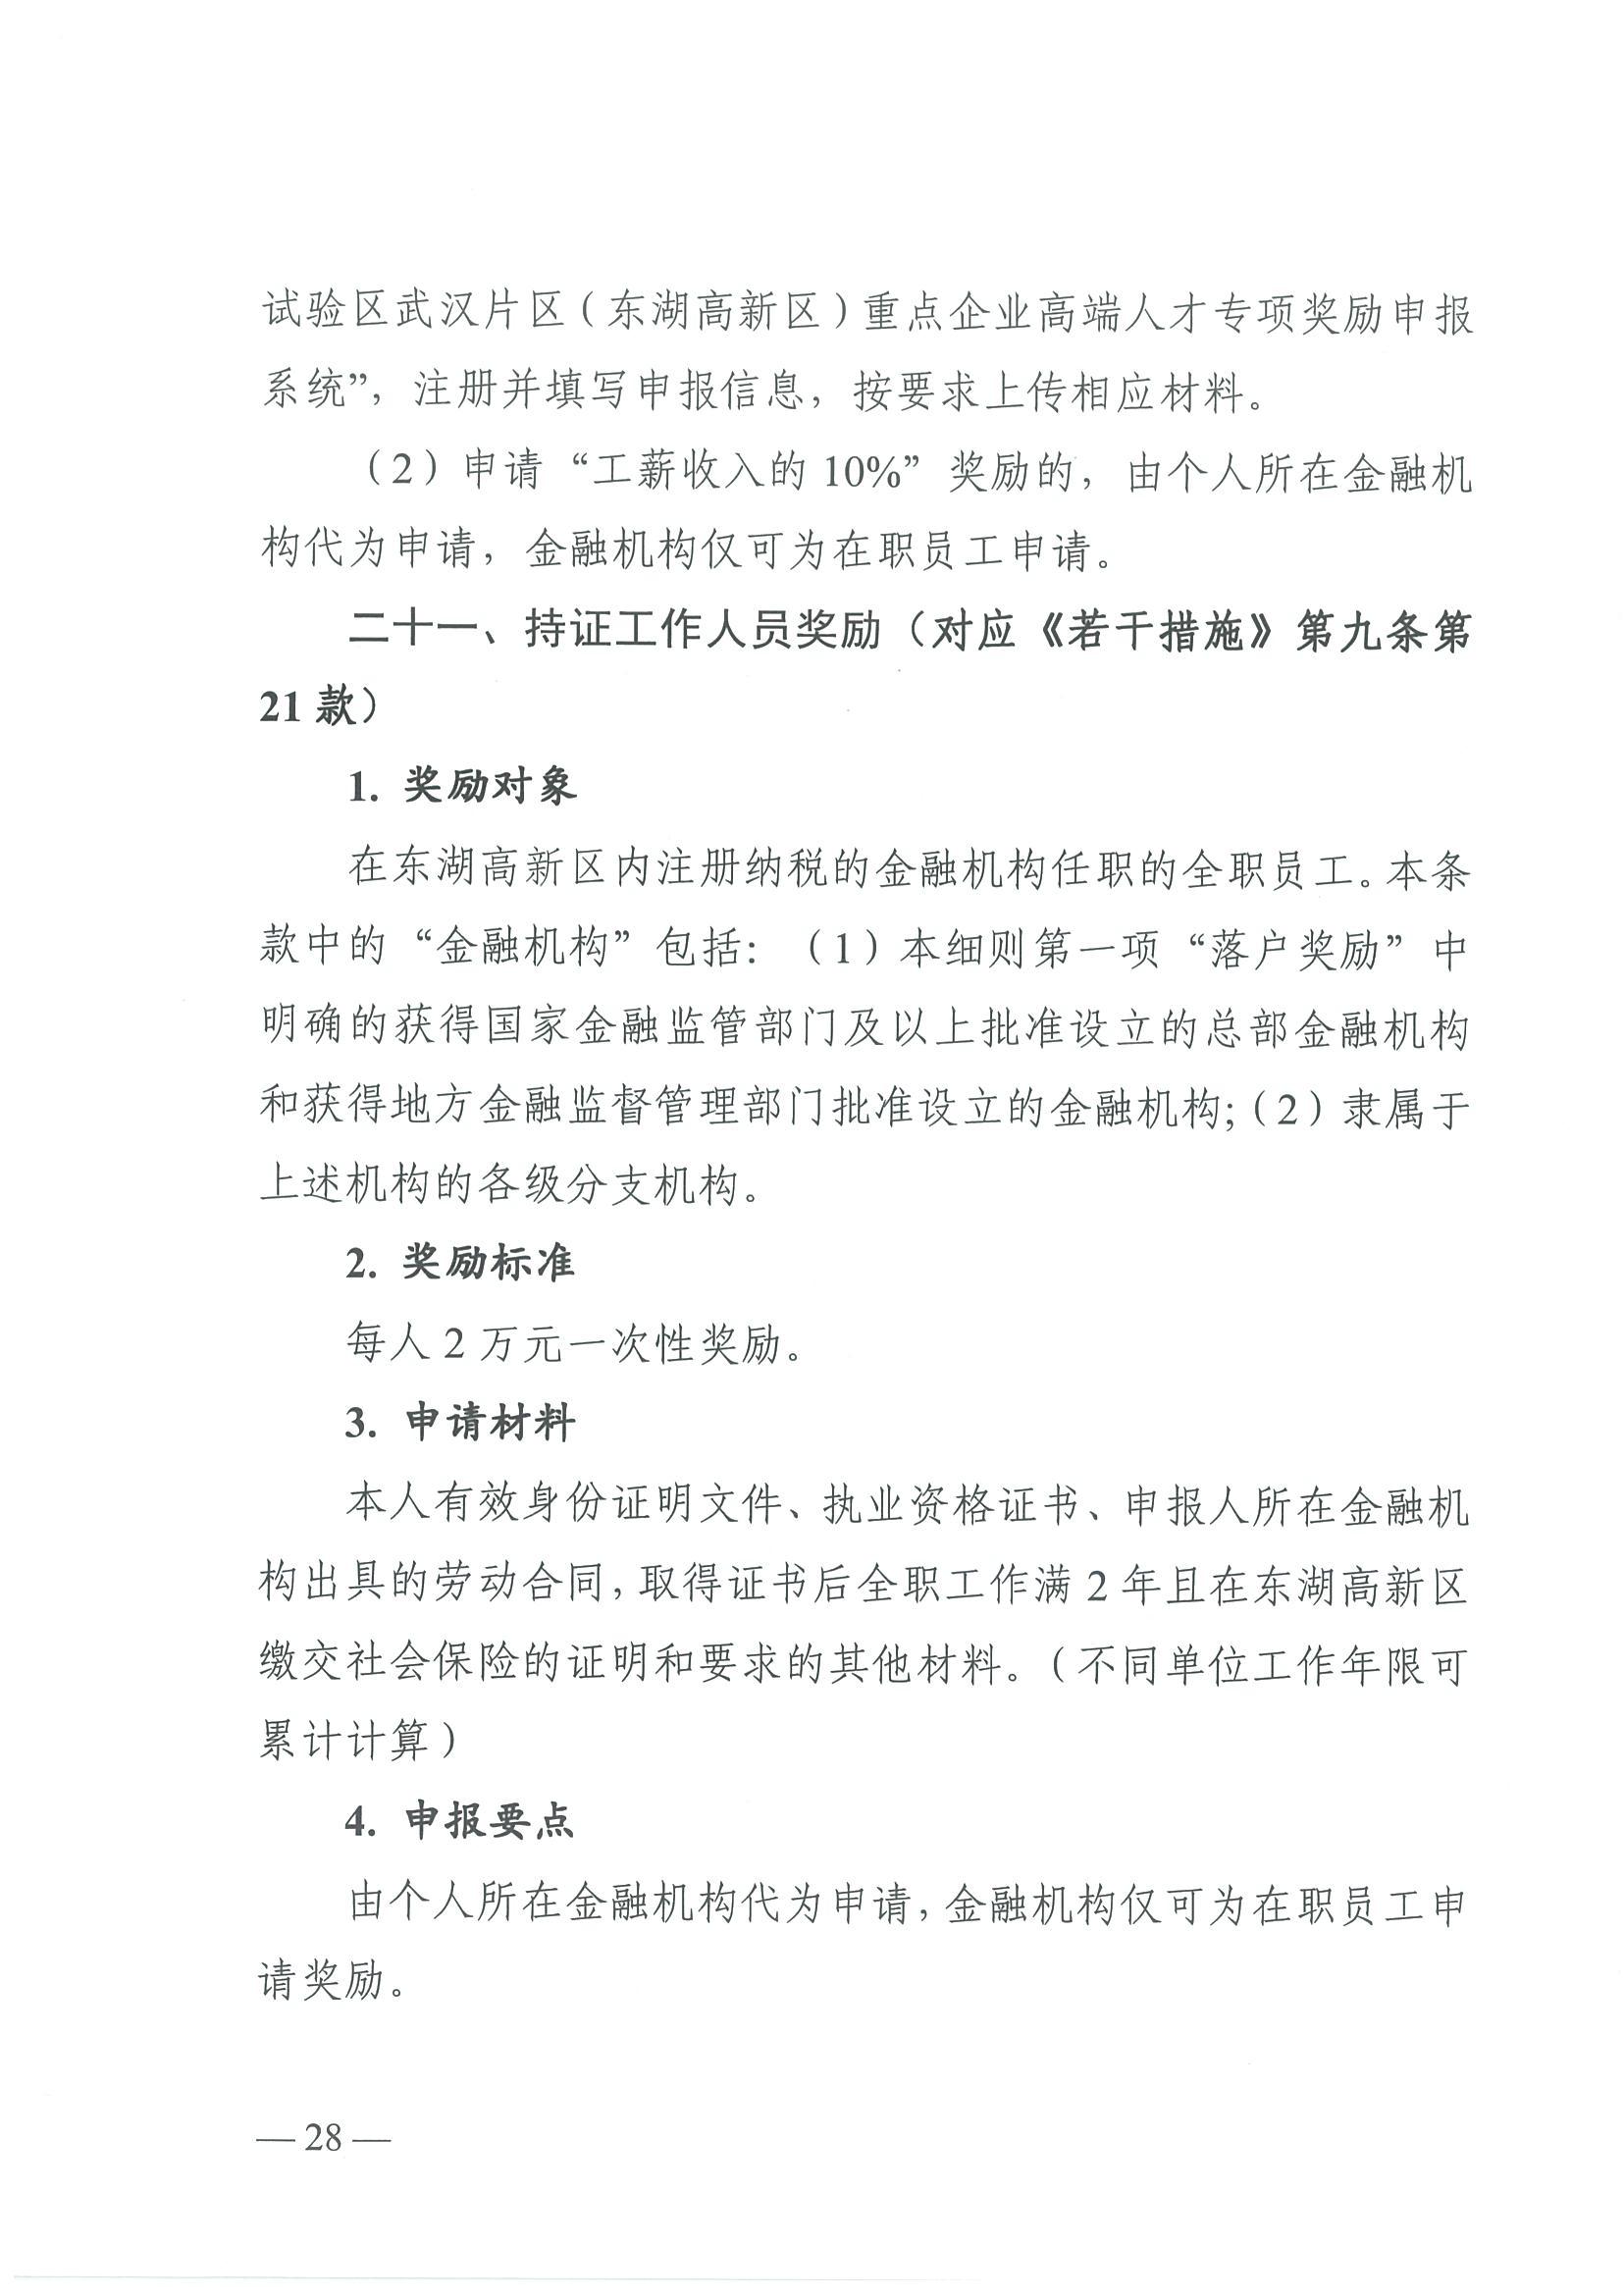 试验区武汉片区（东湖高新区）重点企业高端人才专项奖励申报
系统”，注册并填写申报信息，按要求上传相应材料。
（2）申请“工薪收入的 10%”奖励的，由个人所在金融机
构代为申请，金融机构仅可为在职员工申请。
二十一、持证工作人员奖励（对应《若干措施》第九条第
21 款）
1. 奖励对象
在东湖高新区内注册纳税的金融机构任职的全职员工。本条
款中的“金融机构”包括：（1）本细则第一项“落户奖励”中
明确的获得国家金融监管部门及以上批准设立的总部金融机构
和获得地方金融监督管理部门批准设立的金融机构；（2）隶属于
上述机构的各级分支机构。
2. 奖励标准
每人 2 万元一次性奖励。
3. 申请材料
本人有效身份证明文件、执业资格证书、申报人所在金融机
构出具的劳动合同，取得证书后全职工作满 2 年且在东湖高新区
缴交社会保险的证明和要求的其他材料。（不同单位工作年限可
累计计算）
4. 申报要点
由个人所在金融机构代为申请，金融机构仅可为在职员工申
请奖励。
— 28 —